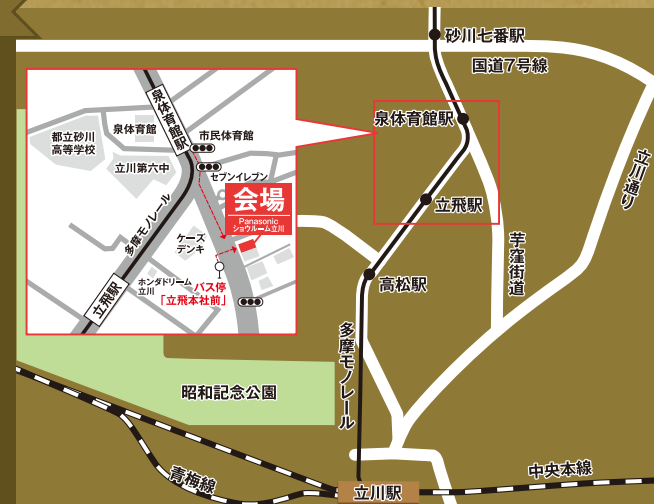 砂川七番駅
国道7号線
泉体育館駅
立飛駅
高松駅
立川通り
芋窪街道
多摩モノレール
昭和記念公園
青梅線
立川駅
中央本線
泉体育館駅
都立砂川
高等学校
泉体育館
市民体育館
立川第六中
セブンイレブン
会場
Panasonic
ショウルーム立川
多摩モノレール
ケーズ
デンキ
ホンダドリーム
立川
バス停
「立飛本社前」
立飛駅